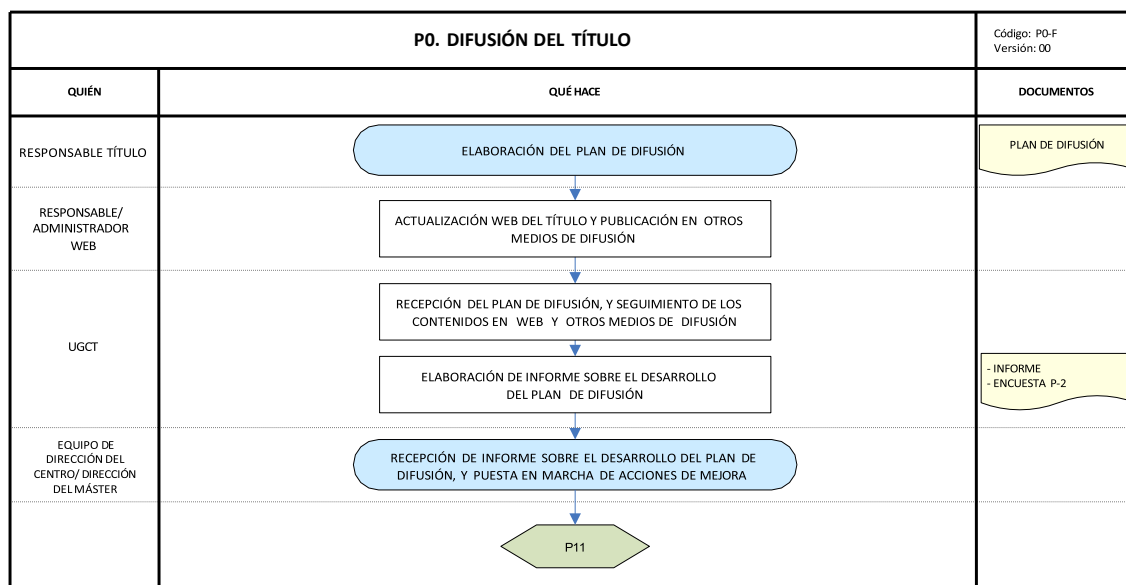 P0. DIFUSIÓN DEL TÍTULO
Código: P0-F
Versión: 00
QUIÉN
QUÉ HACE
DOCUMENTOS
RESPONSABLE TÍTULO
ELABORACIÓN DEL PLAN DE DIFUSIÓN
PLAN DE DIFUSIÓN
RESPONSABLE/
ADMINISTRADOR
WEB
ACTUALIZACIÓN WEB DEL TÍTULO Y PUBLICACIÓN EN OTROS
MEDIOS DE DIFUSIÓN
UGCT
RECEPCIÓN DEL PLAN DE DIFUSIÓN, Y SEGUIMIENTO DE LOS
CONTENIDOS EN WEB Y OTROS MEDIOS DE DIFUSIÓN
ELABORACIÓN DE INFORME SOBRE EL DESARROLLO
DEL PLAN DE DIFUSIÓN
- INFORME
- ENCUESTA P-2
EQUIPO DE
DIRECCIÓN DEL
CENTRO/ DIRECCIÓN
DEL MÁSTER
RECEPCIÓN DE INFORME SOBRE EL DESARROLLO DEL PLAN DE
DIFUSIÓN, Y PUESTA EN MARCHA DE ACCIONES DE MEJORA
P11